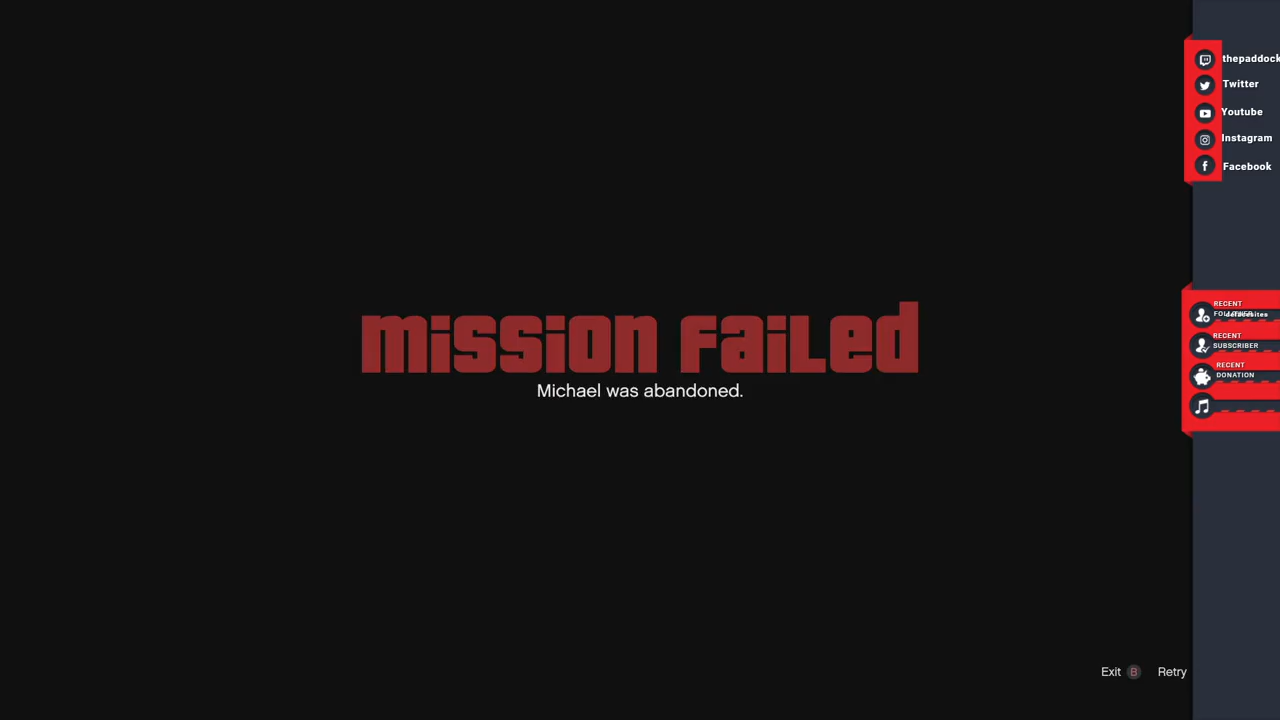 thepaddock
Twitter
Youtube
Instagram
Facebook
RECENT
RECENT
SUBSCRIBER
RECENT
DONATION
mission failed
Michael was abandoned.
Exit B Retry